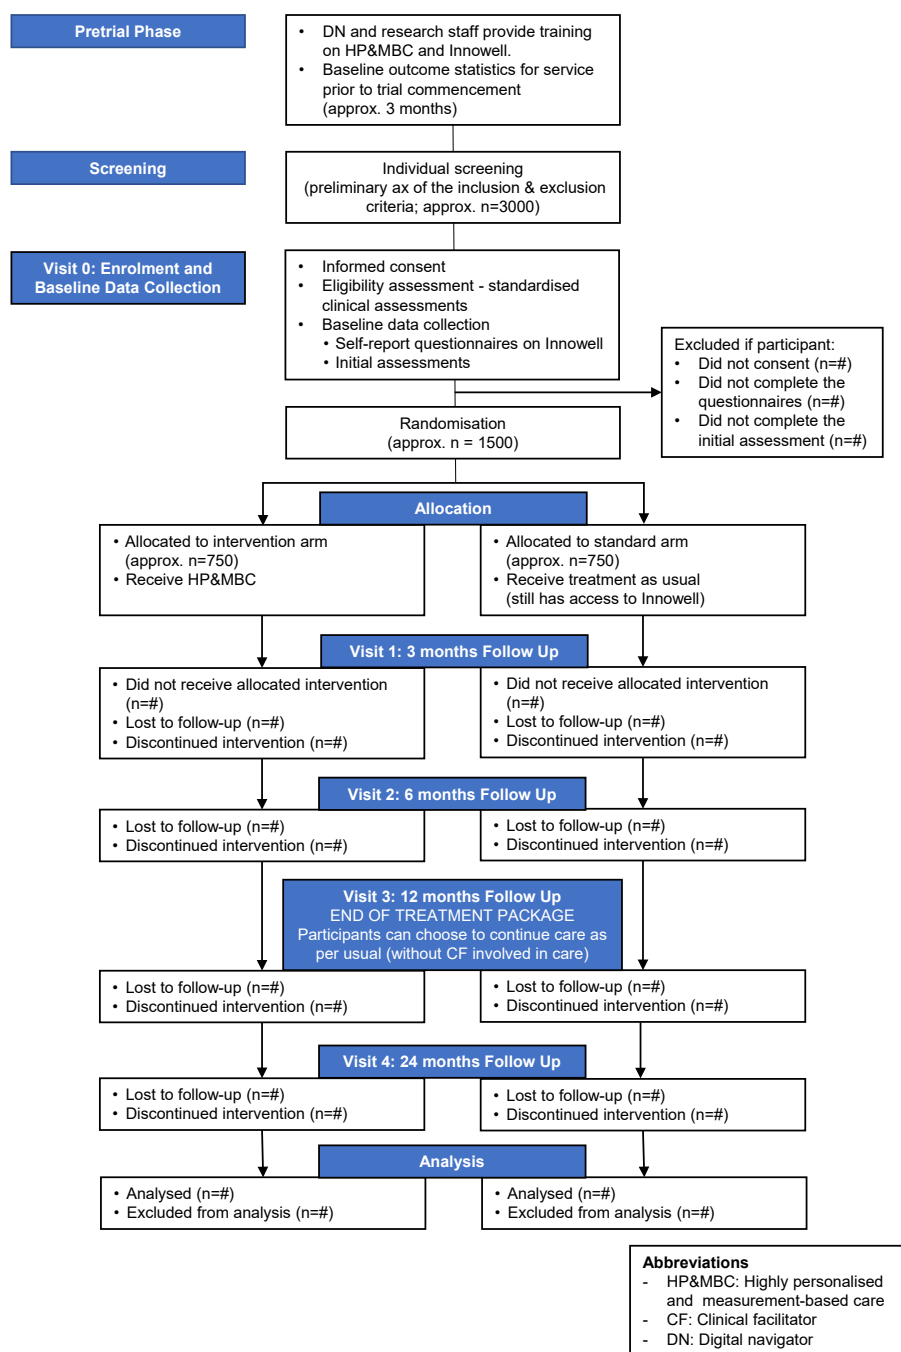 Pretrial Phase
• DN and research staff provide training
on HP&MBC and Innowell.
• Baseline outcome statistics for service
prior to trial commencement
(approx. 3 months)
Screening
Individual screening
(preliminary ax of the inclusion & exclusion
criteria; approx. n=3000)
Visit 0: Enrolment and
Baseline Data Collection
• Informed consent
• Eligibility assessment - standardised
clinical assessments
• Baseline data collection
• Self-report questionnaires on Innowell
• Initial assessments
Excluded if participant:
• Did not consent (n=#)
• Did not complete the
questionnaires (n=#)
• Did not complete the
initial assessment (n=#)
Randomisation
(approx. n = 1500)
Allocation
• Allocated to intervention arm
(approx. n=750)
• Receive HP&MBC
• Allocated to standard arm
(approx. n=750)
• Receive treatment as usual
(still has access to Innowell)
Visit 1: 3 months Follow Up
• Did not receive allocated intervention
(n=#)
• Lost to follow-up (n=#)
• Discontinued intervention (n=#)
• Did not receive allocated intervention
(n=#)
• Lost to follow-up (n=#)
• Discontinued intervention (n=#)
Visit 2: 6 months Follow Up
• Lost to follow-up (n=#)
• Discontinued intervention (n=#)
• Lost to follow-up (n=#)
• Discontinued intervention (n=#)
Visit 3: 12 months Follow Up
END OF TREATMENT PACKAGE
Participants can choose to continue care as
per usual (without CF involved in care)
• Lost to follow-up (n=#)
• Discontinued intervention (n=#)
• Lost to follow-up (n=#)
• Discontinued intervention (n=#)
Visit 4: 24 months Follow Up
• Lost to follow-up (n=#)
• Discontinued intervention (n=#)
• Lost to follow-up (n=#)
• Discontinued intervention (n=#)
Analysis
• Analysed (n=#)
• Excluded from analysis (n=#)
• Analysed (n=#)
• Excluded from analysis (n=#)
Abbreviations
- HP&MBC: Highly personalised
and measurement-based care
- CF: Clinical facilitator
- DN: Digital navigator